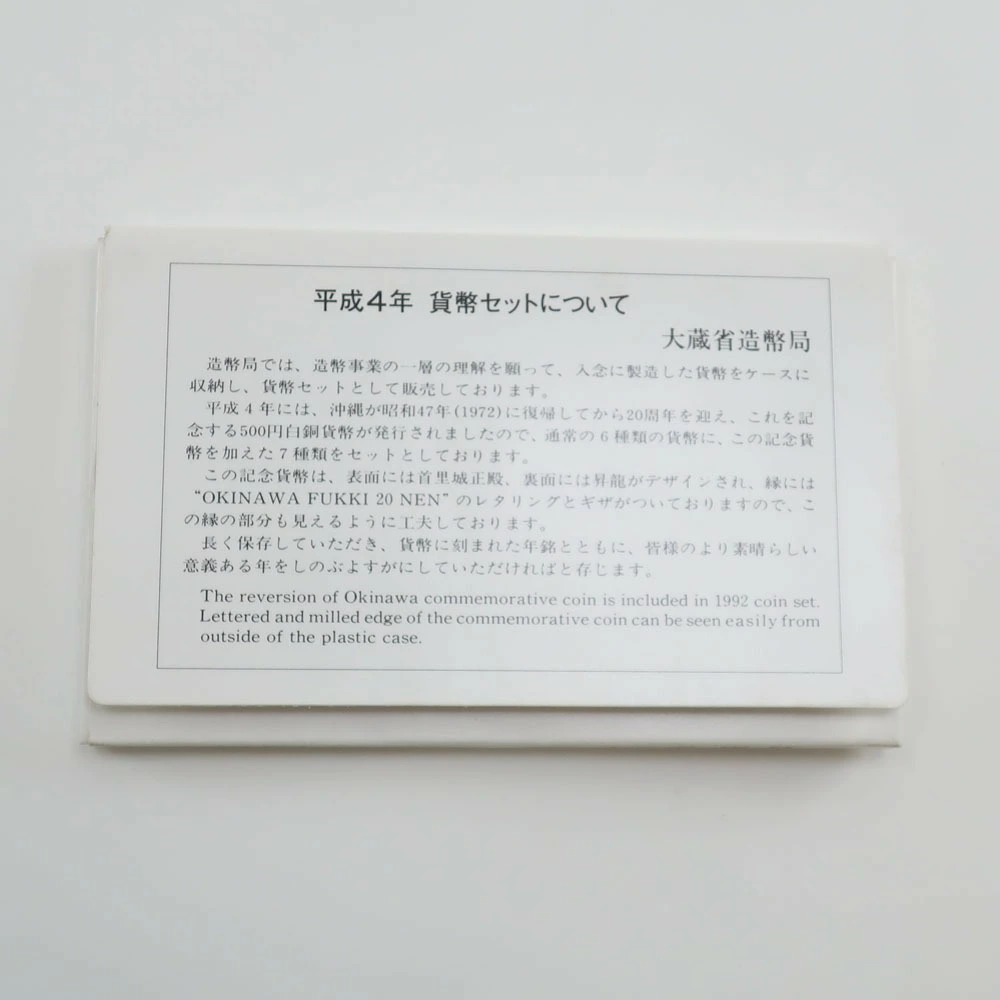 平成4年 貨幣セットについて
大蔵省造幣局
造幣局では、造幣事業の一層の理解を願って、入念に製造した貨幣をケースに
収納し、貨幣セットとして販売しております。
平成4年には、沖縄が昭和47年(1972)に復帰してから20周年を迎え、これを記
念する500円白銅貨幣が発行されましたので、通常の6種類の貨幣に、この記念貨
幣を加えた7種類をセットとしております。
この記念貨幣は、表面には首里城正殿、裏面には昇龍がデザインされ、縁には
“OKINAWA FUKKI 20 NEN”のレタリングとギザがついておりますので、こ
の縁の部分も見えるように工夫しております。
長く保存していただき、貨幣に刻まれた年銘とともに、皆様のより素晴らしい
意義ある年をしのぶよすがにしていただければと存じます。
The reversion of Okinawa commemorative coin is included in 1992 coin set.
Lettered and milled edge of the commemorative coin can be seen easily from
outside of the plastic case.